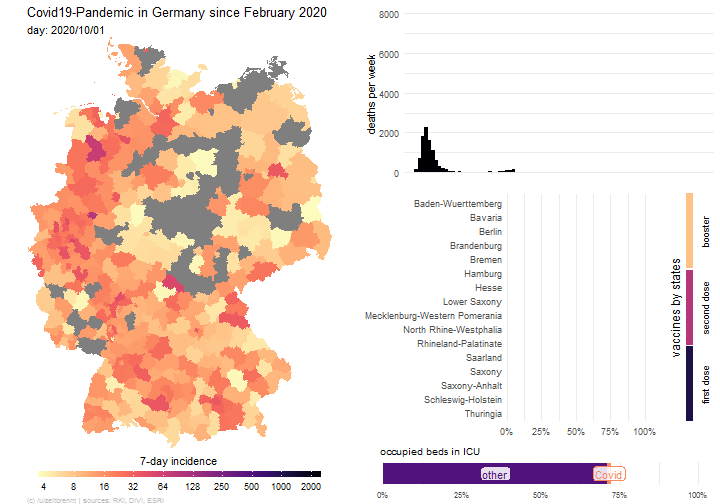 Covid19-Pandemic in Germany since February 2020
day: 2020/10/01
7-day incidence
4 8 16 32 64 128 250 500 1000 2000
(c) /u/zeitbrennt | sources: RKI, DIVI, ESRI
deaths per week
8000
6000
4000
2000
0
Baden-Wuerttemberg
Bavaria
Berlin
Brandenburg
Bremen
Hamburg
Hesse
Lower Saxony
Mecklenburg-Western Pomerania
North Rhine-Westphalia
Rhineland-Palatinate
Saarland
Saxony
Saxony-Anhalt
Schleswig-Holstein
Thuringia
0% 25% 50% 75% 100%
vaccines by states
booster
second dose
first dose
occupied beds in ICU
other Covid
0% 25% 50% 75% 100%